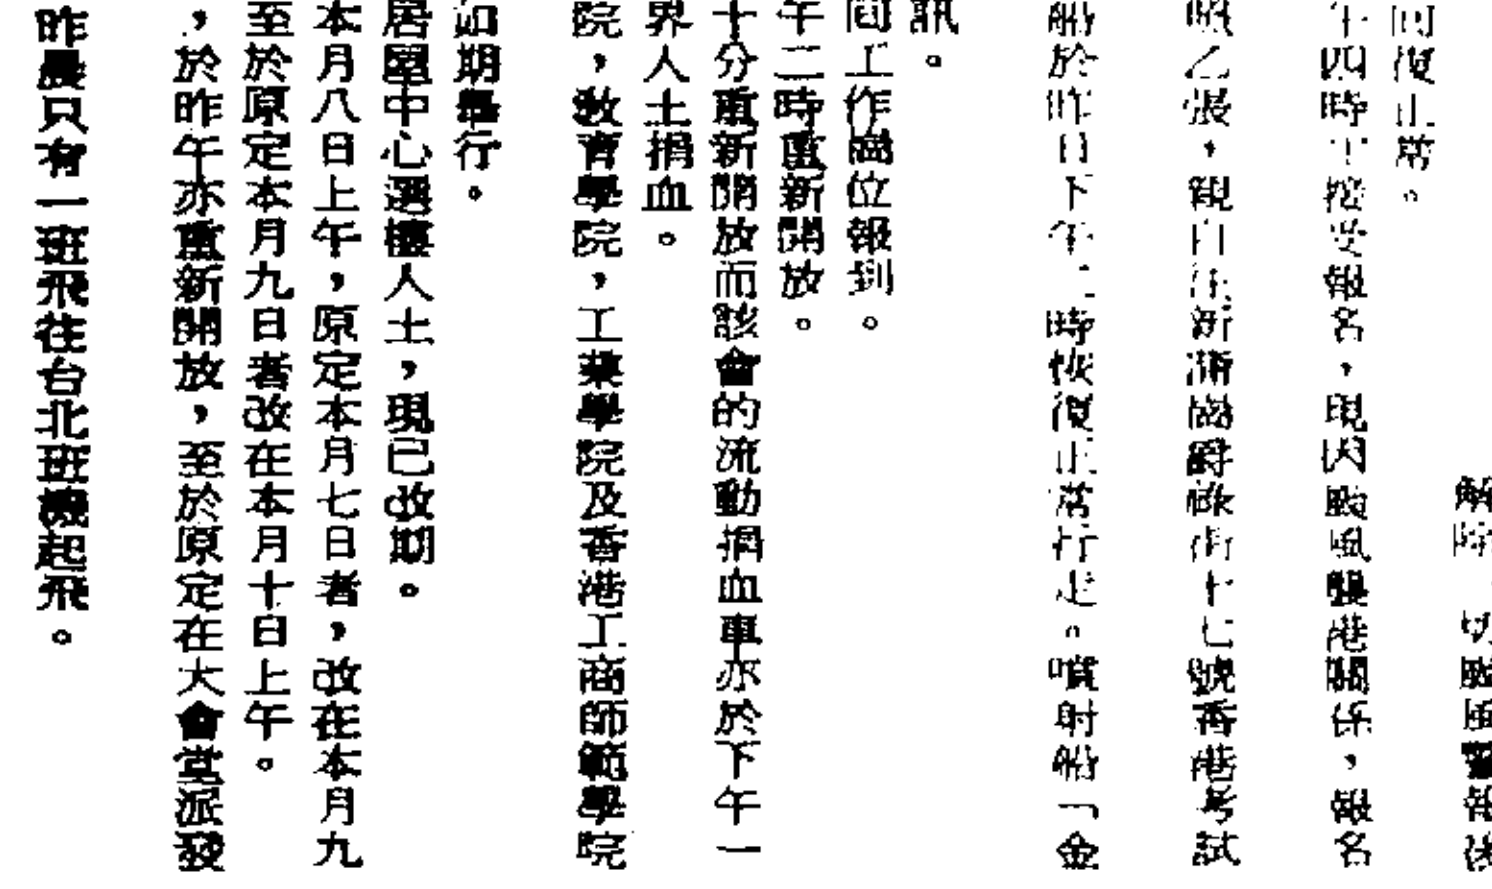 解除。切颱風警報後
間復正常。
午四時正接受報名，現因颱風襲港關係，報名
照乙張，親自往新蒲崗爵祿街十七號香港考試
船於昨日下午二時恢復正常行走。噴射船「金
訊。
間工作崗位報到。
午二時重新開放。
十分重新開放而該會的流動捐血車亦於下午一
界人士捐血。
院，教育學院，工業學院及香港工商師範學院
如期舉行。
居屋中心選樓人士，現已改期。
本月八日上午，原定本月七日者，改在本月九
至於原定本月九日者改在本月十日上午。
，於昨午亦重新開放，至於原定在大會堂派發
昨晨只有一班飛往台北班機起飛。